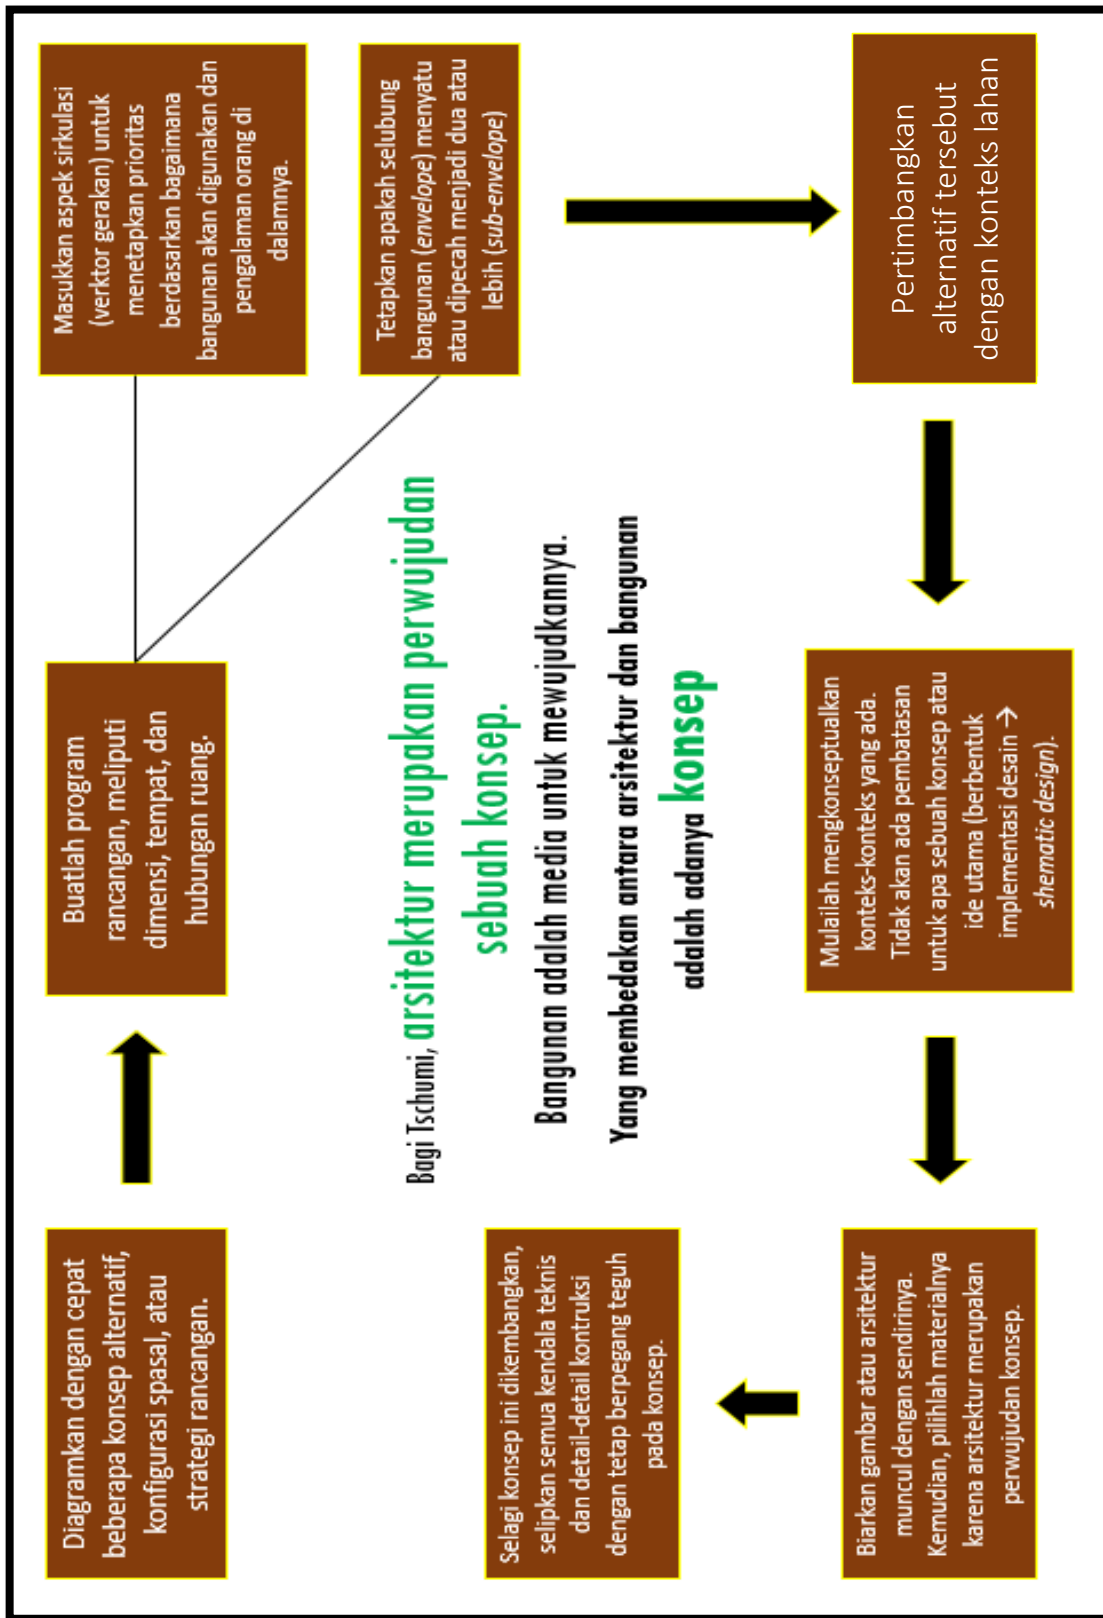 Diagramkan dengan cepat
beberapa konsep alternatif,
konfigurasi spasal, atau
strategi rancangan.
Buatlah program
rancangan, meliputi
dimensi, tempat, dan
hubungan ruang.
Masukkan aspek sirkulasi
(verktor gerakan) untuk
menetapkan prioritas
berdasarkan bagaimana
bangunan akan digunakan dan
pengalaman orang di
dalamnya.
Tetapkan apakah selubung
bangunan (envelope) menyatu
atau dipecah menjadi dua atau
lebih (sub-envelope)
Pertimbangkan
alternatif tersebut
dengan konteks lahan
Mulailah mengkonseptualkan
konteks-konteks yang ada.
Tidak akan ada pembatasan
untuk apa sebuah konsep atau
ide utama (berbentuk
implementasi desain →
shematic design).
Biarkan gambar atau arsitektur
muncul dengan sendirinya.
Kemudian, pilihlah materialnya
karena arsitektur merupakan
perwujudan konsep.
Selagi konsep ini dikembangkan,
selipkan semua kendala teknis
dan detail-detail kontruksi
dengan tetap berpegang teguh
pada konsep.
Bagi Tschumi, arsitektur merupakan perwujudan
sebuah konsep.
Bangunan adalah media untuk mewujudkannya.
Yang membedakan antara arsitektur dan bangunan
adalah adanya konsep